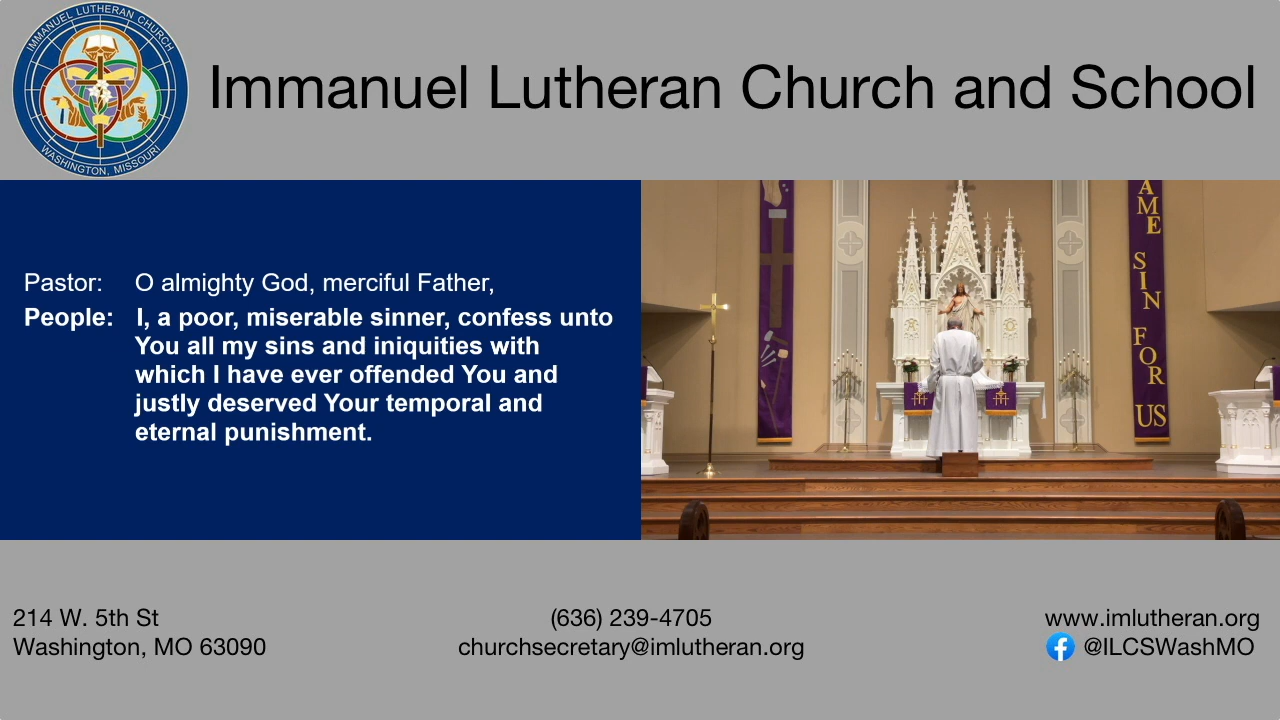 IMMANUEL LUTHERAN CHURCH
WASHINGTON, MISSOURI
Immanuel Lutheran Church and School
Pastor: O almighty God, merciful Father,
People: I, a poor, miserable sinner, confess unto
You all my sins and iniquities with
which I have ever offended You and
justly deserved Your temporal and
eternal punishment.
AME
SIN
FOR
US
214 W. 5th St
Washington, MO 63090
(636) 239-4705
churchsecretary@imlutheran.org
www.imlutheran.org
@ILCSWashMO